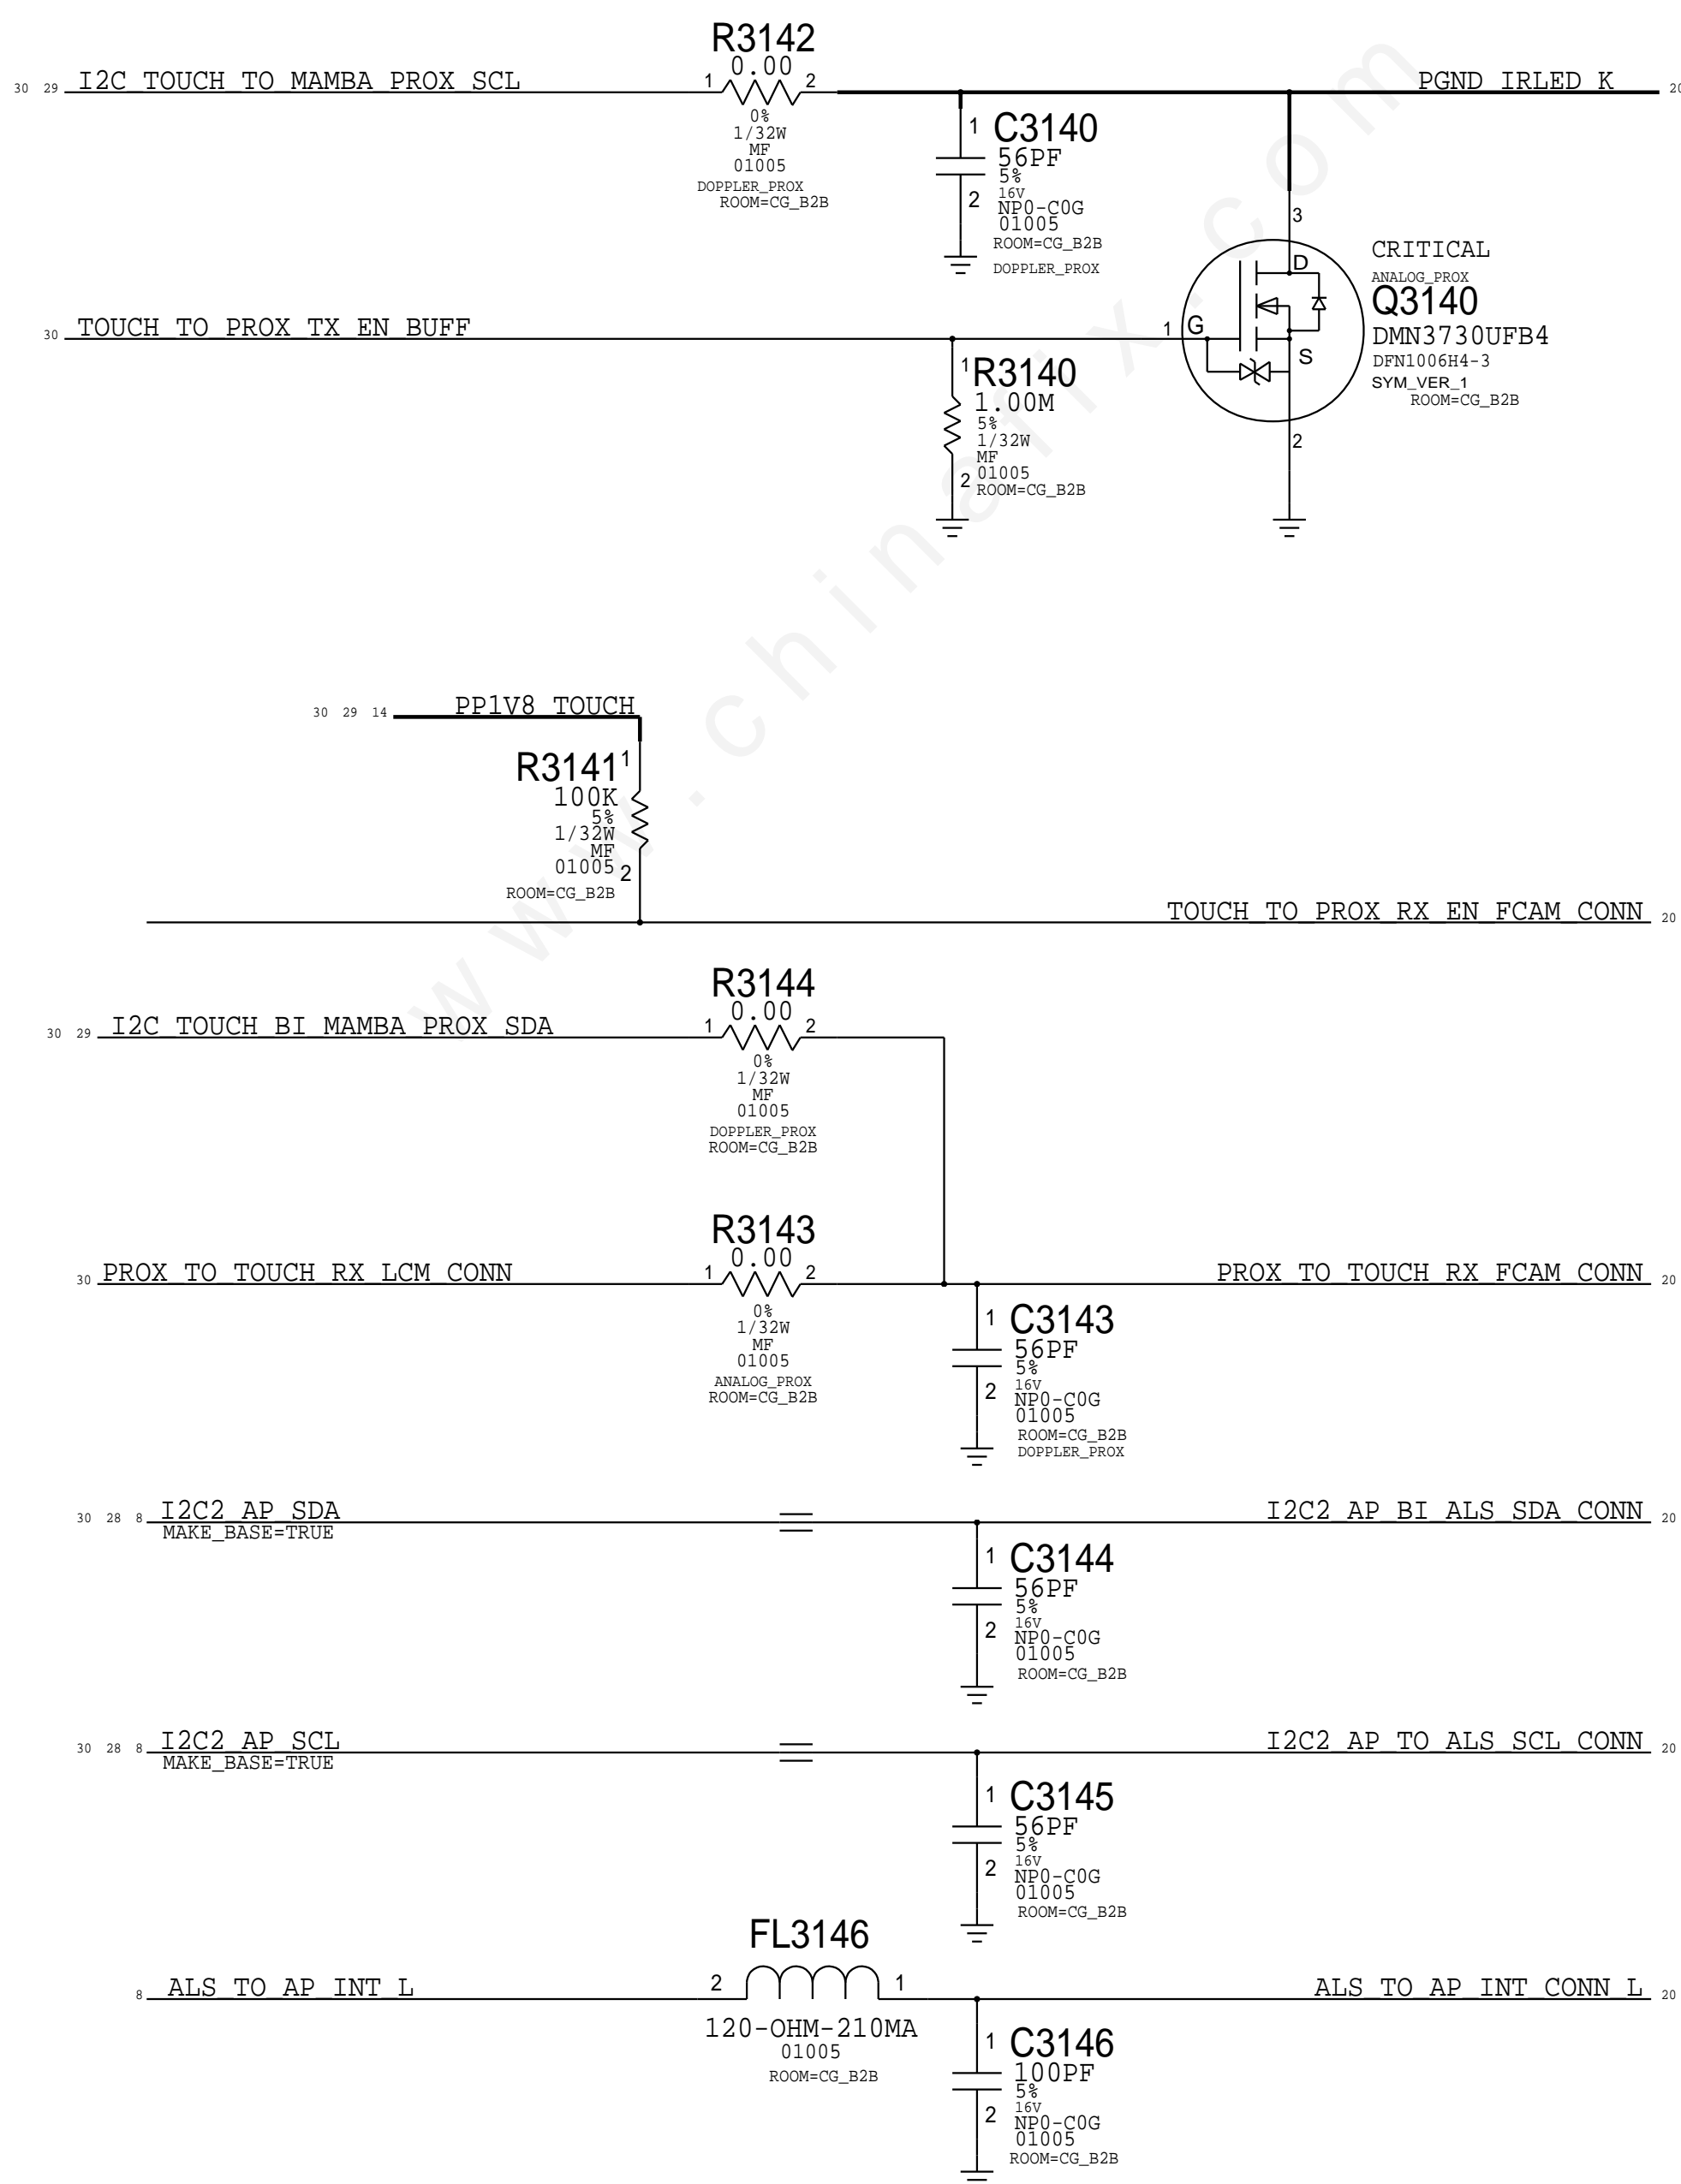 R3142
30 29 I2C_TOUCH_TO_MAMBA_PROX_SCL 1 0.00 2 PGND_IRLED_K 20
0%
1/32W
MF
01005
DOPPLER_PROX
ROOM=CG_B2B
1 C3140
56PF
5%
16V
2 NP0-C0G
01005
ROOM=CG_B2B
DOPPLER_PROX
3
D
CRITICAL
ANALOG_PROX
Q3140
DMN3730UFB4
DFN1006H4-3
SYM_VER_1
ROOM=CG_B2B
30 TOUCH_TO_PROX_TX_EN_BUFF 1 G
S
2
1 R3140
1.00M
5%
1/32W
MF
01005
2 ROOM=CG_B2B
30 29 14 PP1V8_TOUCH
R3141 1
100K
5%
1/32W
MF
01005 2
ROOM=CG_B2B
TOUCH_TO_PROX_RX_EN_FCAM_CONN 20
R3144
30 29 I2C_TOUCH_BI_MAMBA_PROX_SDA 1 0.00 2
0%
1/32W
MF
01005
DOPPLER_PROX
ROOM=CG_B2B
R3143
30 PROX_TO_TOUCH_RX_LCM_CONN 1 0.00 2 PROX_TO_TOUCH_RX_FCAM_CONN 20
0%
1/32W
MF
01005
ANALOG_PROX
ROOM=CG_B2B
1 C3143
56PF
5%
16V
2 NP0-C0G
01005
ROOM=CG_B2B
DOPPLER_PROX
30 28 8 I2C2_AP_SDA I2C2_AP_BI_ALS_SDA_CONN 20
MAKE_BASE=TRUE
1 C3144
56PF
5%
16V
2 NP0-C0G
01005
ROOM=CG_B2B
30 28 8 I2C2_AP_SCL I2C2_AP_TO_ALS_SCL_CONN 20
MAKE_BASE=TRUE
1 C3145
56PF
5%
16V
2 NP0-C0G
01005
ROOM=CG_B2B
FL3146
8 ALS_TO_AP_INT_L 2 1 ALS_TO_AP_INT_CONN_L 20
120-OHM-210MA
01005
ROOM=CG_B2B
1 C3146
100PF
5%
16V
2 NP0-C0G
01005
ROOM=CG_B2B
www.chinafix.com